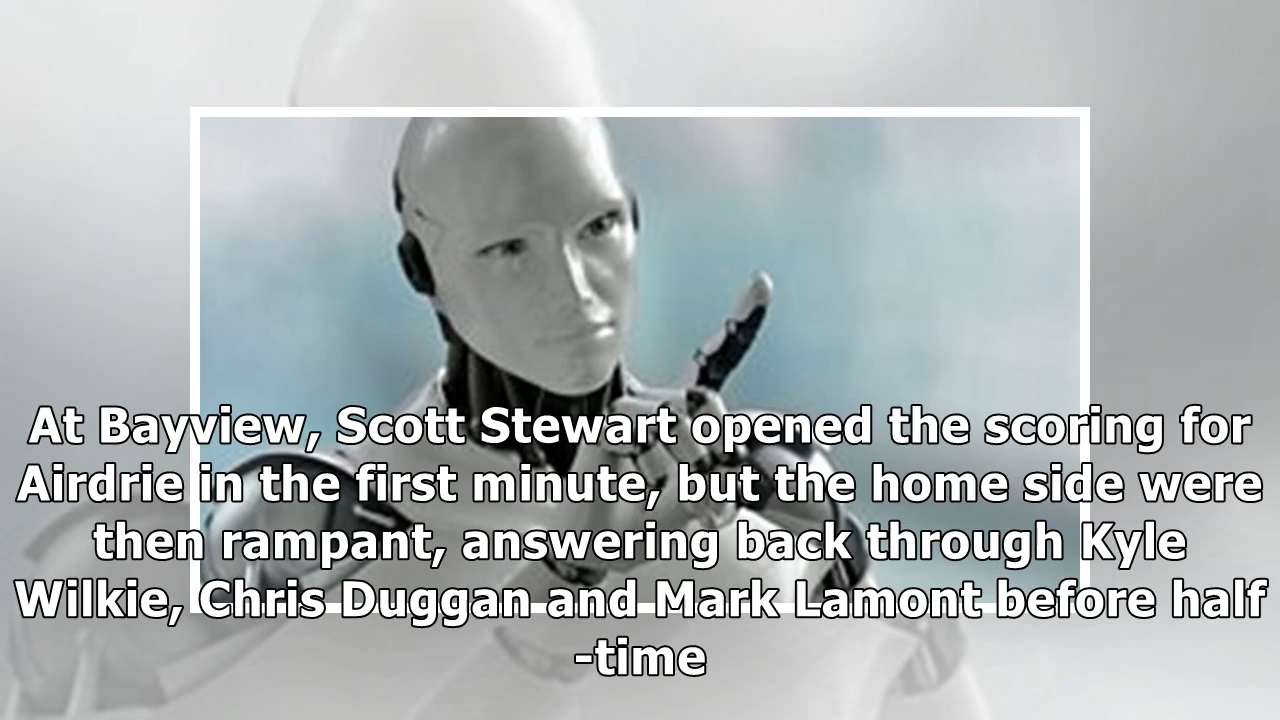 At Bayview, Scott Stewart opened the scoring for
Airdrie in the first minute, but the home side were
then rampant, answering back through Kyle
Wilkie, Chris Duggan and Mark Lamont before half
-time